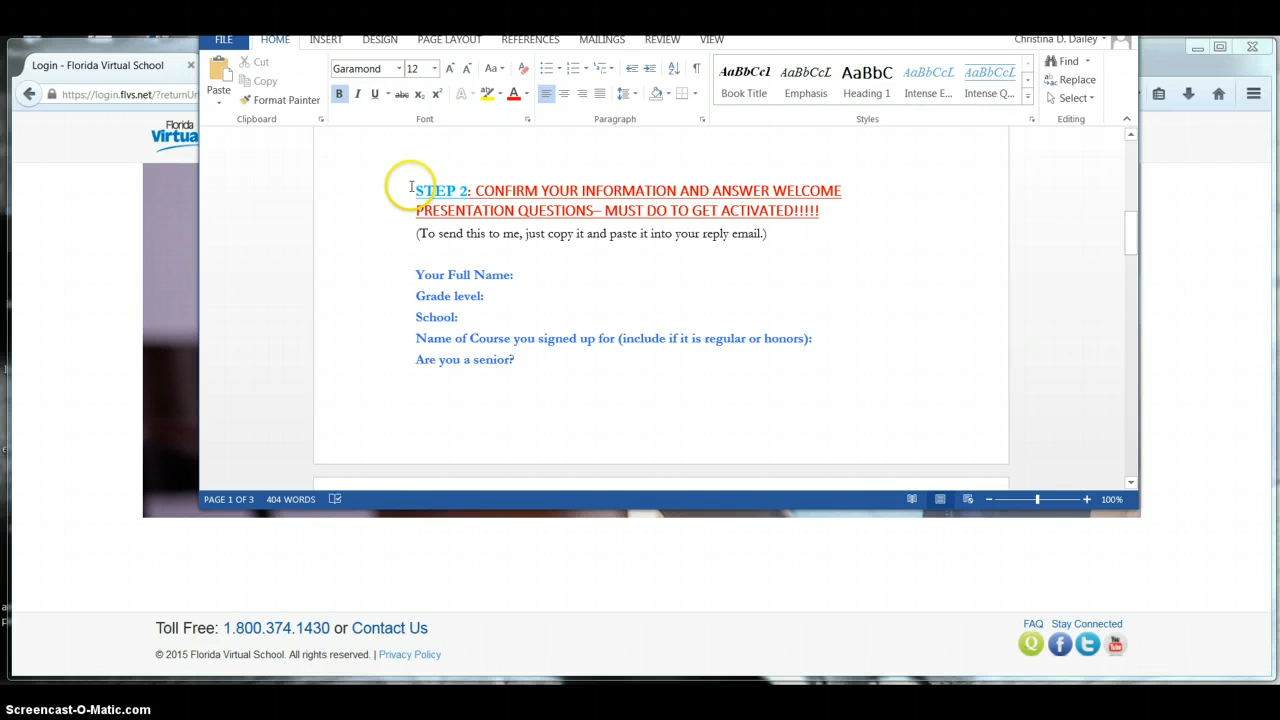 FILE HOME INSERT DESIGN PAGE LAYOUT REFERENCES MAILINGS REVIEW VIEW Christina D. Dailey
Login - Florida Virtual School
https://login.flvs.net/?returnUr
Florida
Virtua
Paste
Cut
Copy
Format Painter
Clipboard
Garamond 12
Font
Paragraph
AaBbCcI AaBbCcL AaBbC AaBbCcL AaBbCcL
Book Title Emphasis Heading 1 Intense E... Intense Q...
Styles
Find
Replace
Select
Editing
STEP 2: CONFIRM YOUR INFORMATION AND ANSWER WELCOME
PRESENTATION QUESTIONS– MUST DO TO GET ACTIVATED!!!!!
(To send this to me, just copy it and paste it into your reply email.)
Your Full Name:
Grade level:
School:
Name of Course you signed up for (include if it is regular or honors):
Are you a senior?
PAGE 1 OF 3 404 WORDS 100%
Toll Free: 1.800.374.1430 or Contact Us
© 2015 Florida Virtual School. All rights reserved. | Privacy Policy
FAQ Stay Connected
Screencast-O-Matic.com